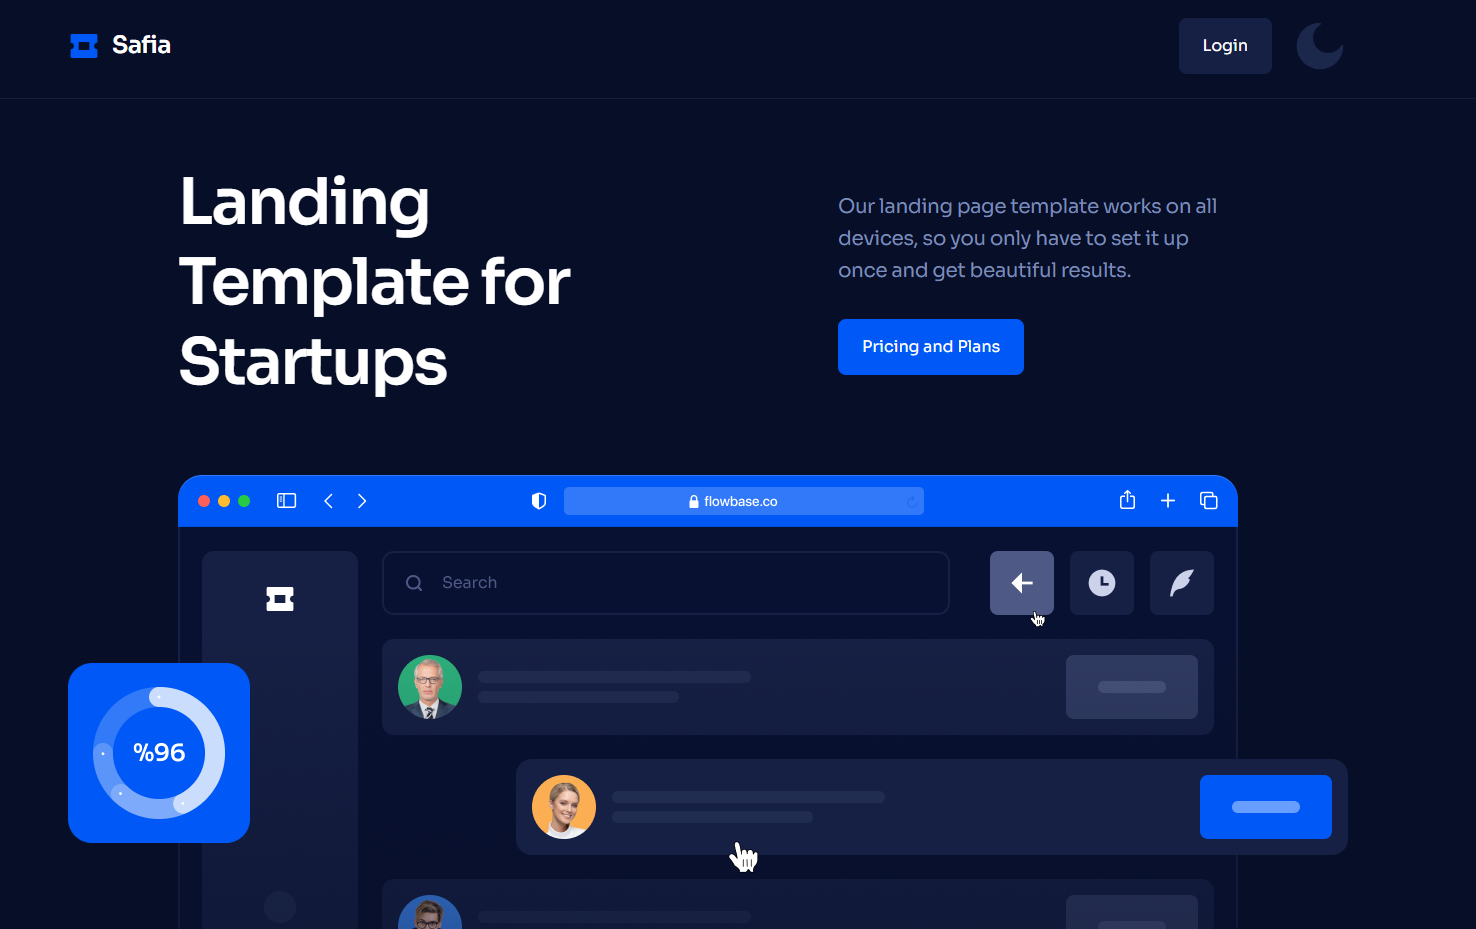 Safia
Login
Landing
Template for
Startups
Our landing page template works on all
devices, so you only have to set it up
once and get beautiful results.
Pricing and Plans
flowbase.co
Search
%96